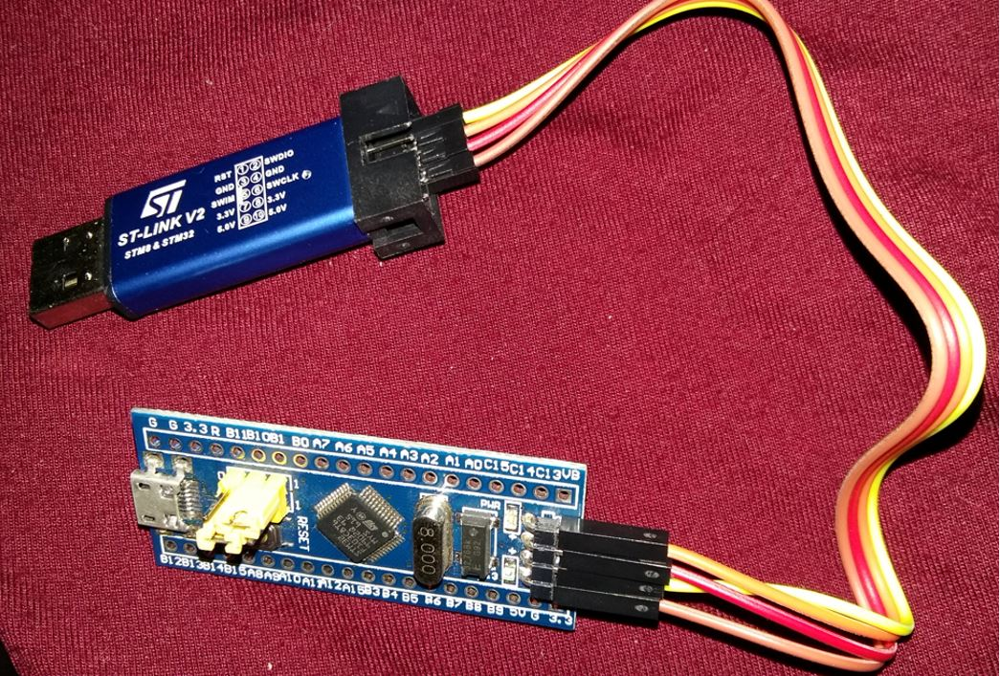 ST
ST-LINK V2
STM8 & STM32
RST 1 2 SWDIO
GND 3 4 GND
SWIM 5 6 SWCLK
3.3V 7 8 3.3V
5.0V 9 10 5.0V
G G 3.3 R B11 B10 B1 B0 A7 A6 A5 A4 A3 A2 A1 A0 C15 C14 C13 VB
1
1
RESET
8.000
PWR
B12 B13 B14 B15 A8 A9 A10 A11 A12 A15 B3 B4 B5 B6 B7 B8 B9 5V G 3.3